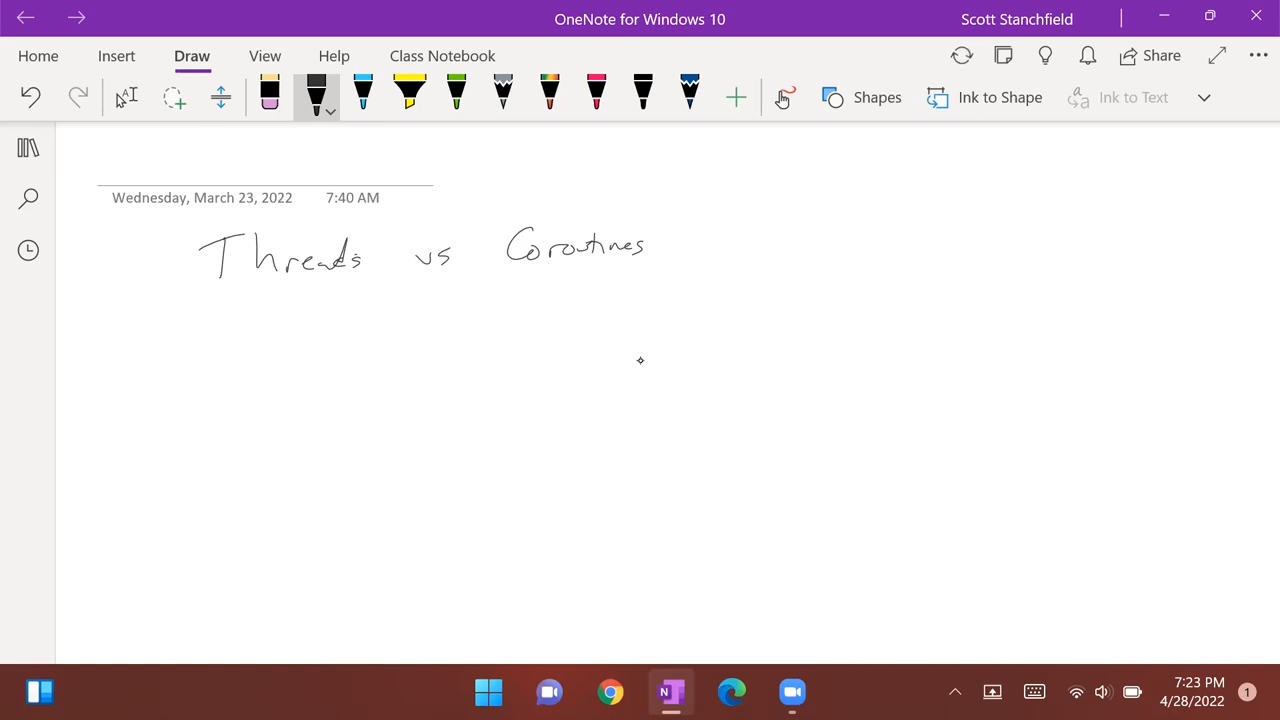 OneNote for Windows 10
Scott Stanchfield
Home Insert Draw View Help Class Notebook Share
Shapes Ink to Shape Ink to Text
Wednesday, March 23, 2022 7:40 AM
Threads vs Coroutines
7:23 PM
4/28/2022
1